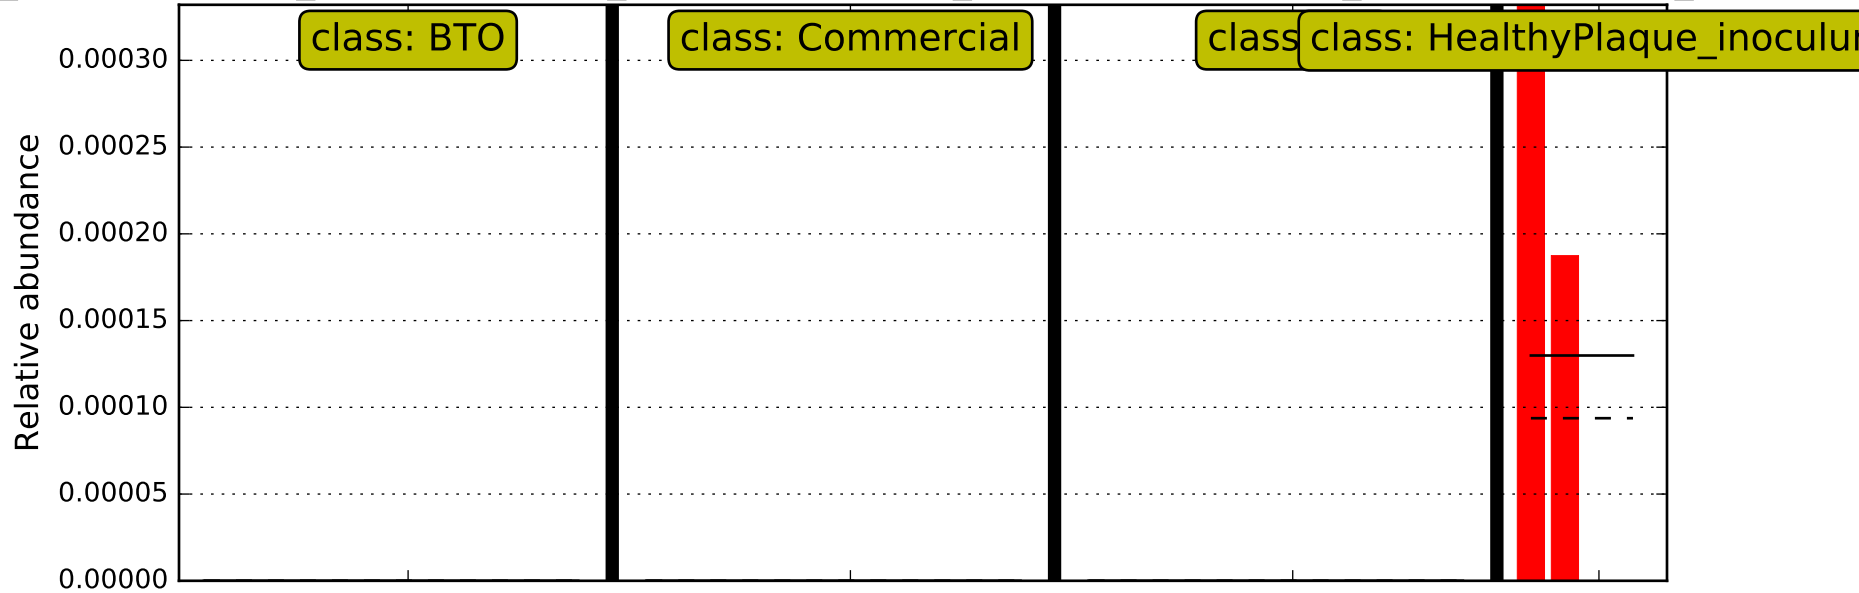 class: BTO
class: Commercial
class
class: HealthyPlaque_inoculu
0.00030
0.00025
0.00020
0.00015
0.00010
0.00005
0.00000
Relative abundance